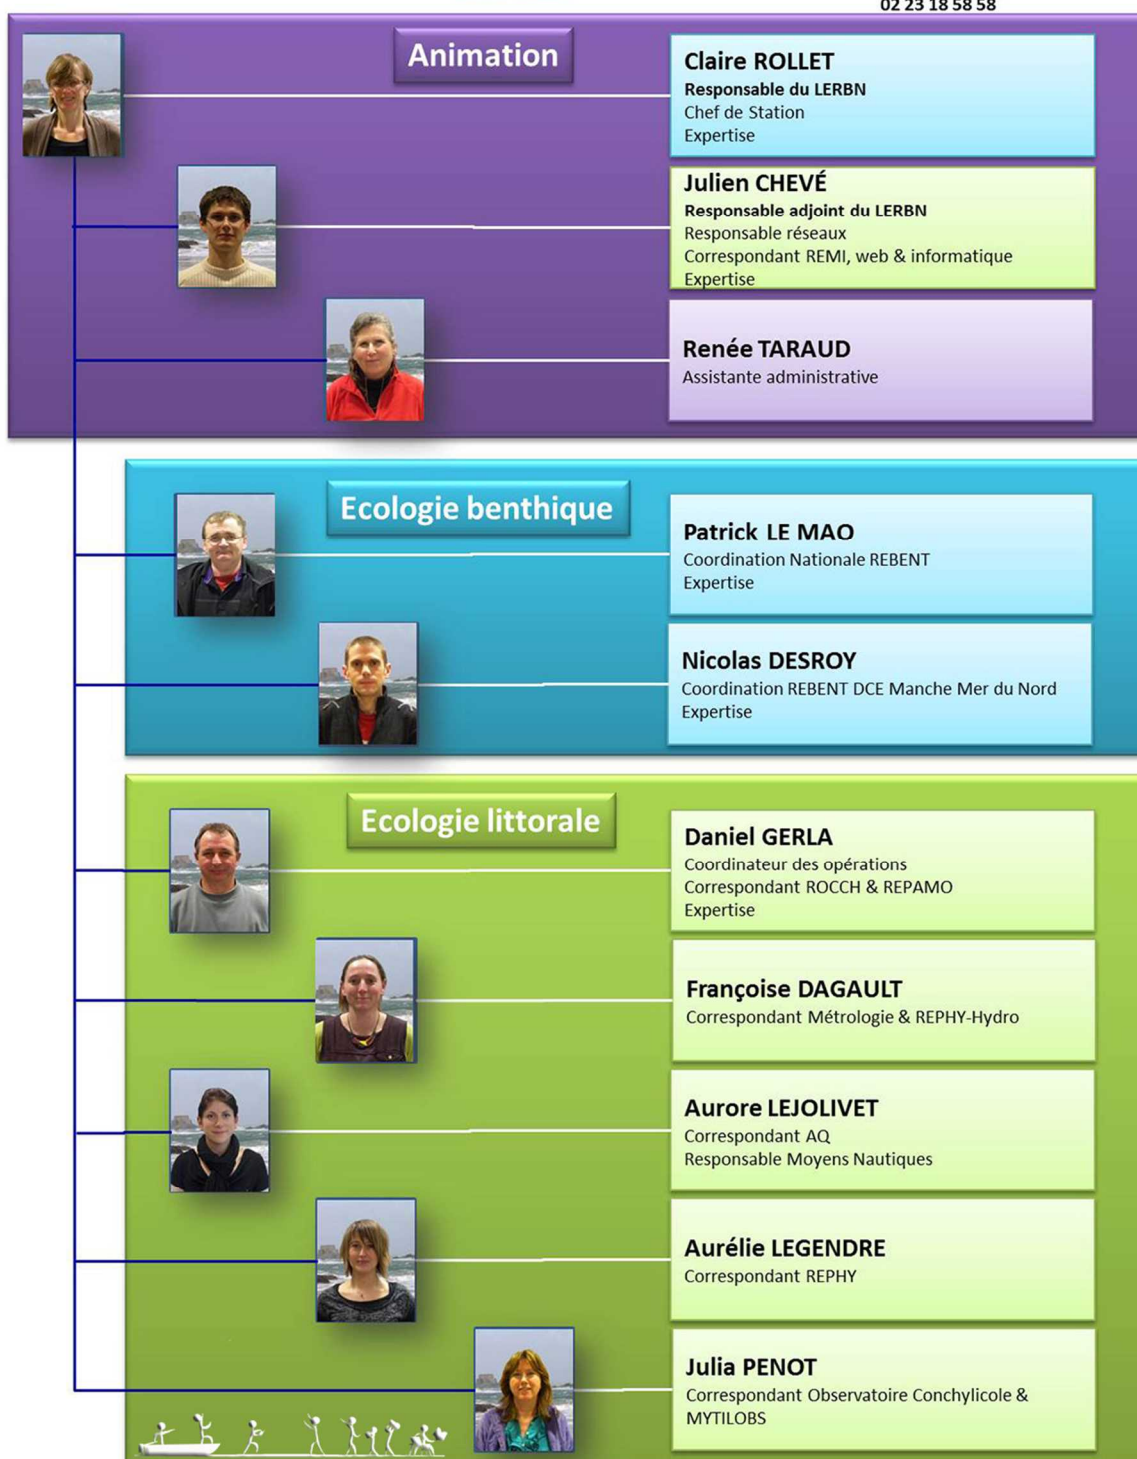 02 23 18 58 58
Animation
Claire ROLLET
Responsable du LERBN
Chef de Station
Expertise
Julien CHEVÉ
Responsable adjoint du LERBN
Responsable réseaux
Correspondant REMI, web & informatique
Expertise
Renée TARAUD
Assistante administrative
Ecologie benthique
Patrick LE MAO
Coordination Nationale REBENT
Expertise
Nicolas DESROY
Coordination REBENT DCE Manche Mer du Nord
Expertise
Ecologie littorale
Daniel GERLA
Coordinateur des opérations
Correspondant ROCCH & REPAMO
Expertise
Françoise DAGAULT
Correspondant Métrologie & REPHY-Hydro
Aurore LEJOLIVET
Correspondant AQ
Responsable Moyens Nautiques
Aurélie LEGENDRE
Correspondant REPHY
Julia PENOT
Correspondant Observatoire Conchylicole &
MYTILOBS